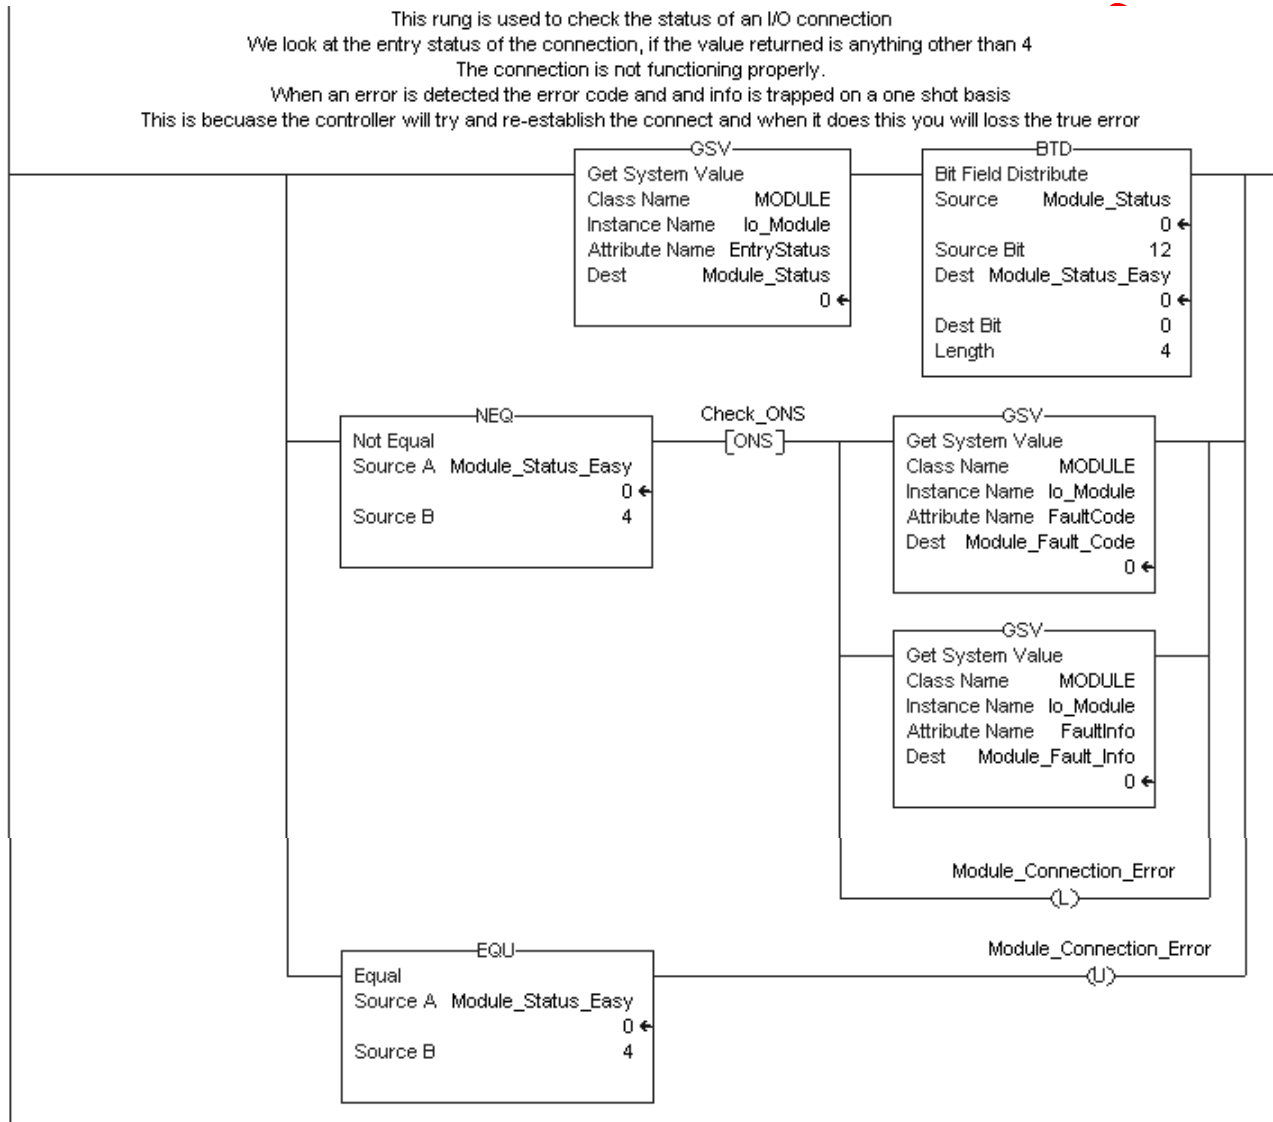 This rung is used to check the status of an I/O connection
We look at the entry status of the connection, if the value returned is anything other than 4
The connection is not functioning properly.
When an error is detected the error code and and info is trapped on a one shot basis
This is becuase the controller will try and re-establish the connect and when it does this you will loss the true error
GSV
Get System Value
Class Name MODULE
Instance Name Io_Module
Attribute Name EntryStatus
Dest Module_Status
0
BTD
Bit Field Distribute
Source Module_Status
0
Source Bit 12
Dest Module_Status_Easy
0
Dest Bit 0
Length 4
NEQ
Not Equal
Source A Module_Status_Easy
0
Source B 4
Check_ONS
ONS
GSV
Get System Value
Class Name MODULE
Instance Name Io_Module
Attribute Name FaultCode
Dest Module_Fault_Code
0
GSV
Get System Value
Class Name MODULE
Instance Name Io_Module
Attribute Name FaultInfo
Dest Module_Fault_Info
0
Module_Connection_Error
L
EQU
Equal
Source A Module_Status_Easy
0
Source B 4
Module_Connection_Error
U